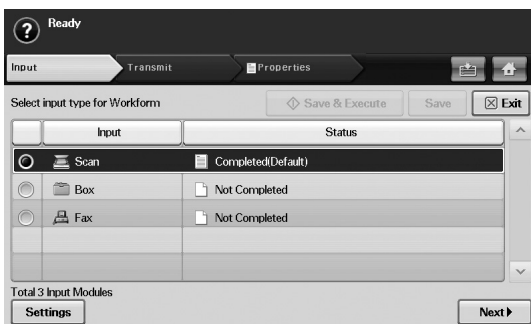 ? Ready
Input Transmit Properties
Select input type for Workform Save & Execute Save Exit
Input Status
Scan Completed(Default)
Box Not Completed
Fax Not Completed
Total 3 Input Modules
Settings Next